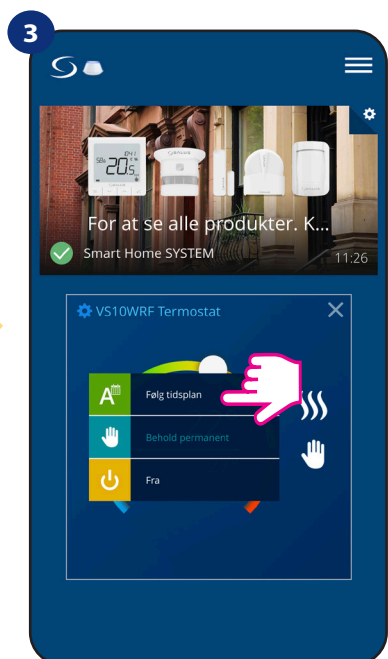 3
For at se alle produkter. K...
Smart Home SYSTEM
11:26
VS10WRF Termostat
A
Følg tidsplan
Behold permanent
Fra